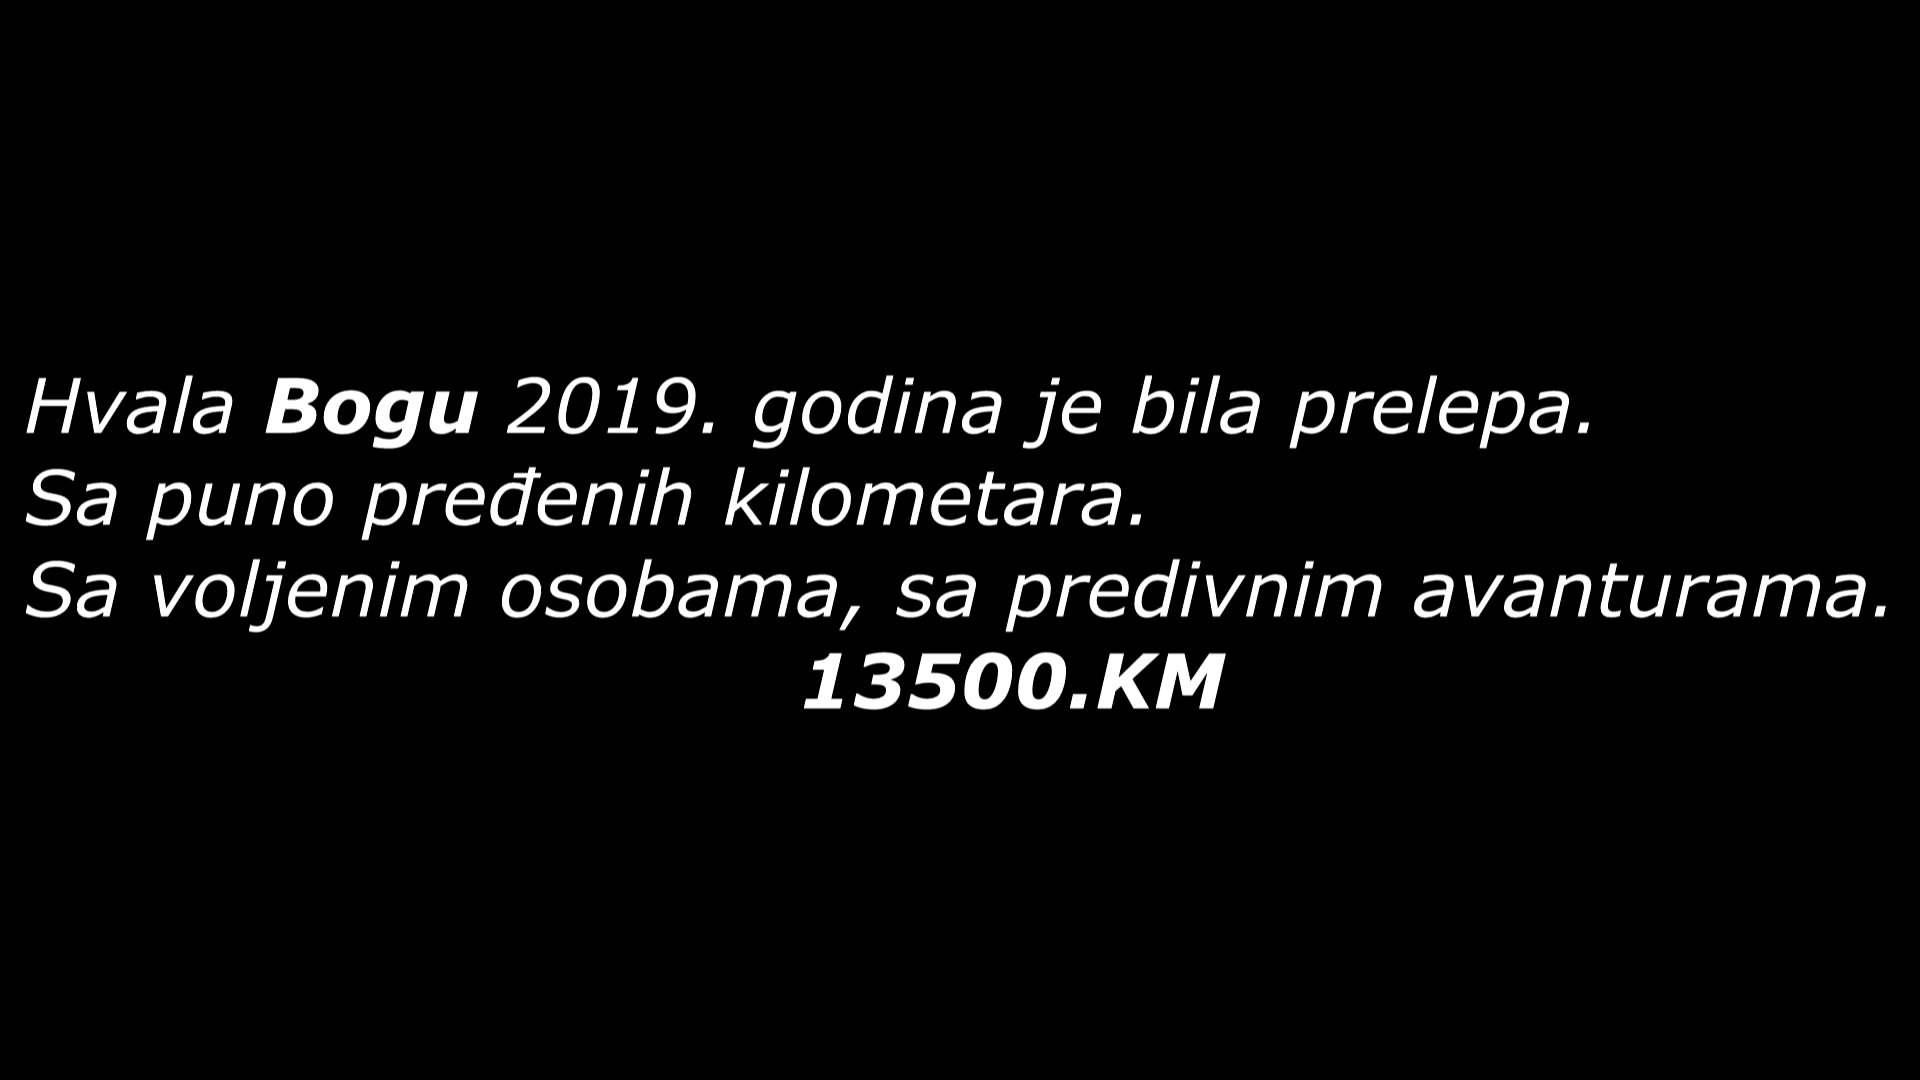 Hvala Bogu 2019. godina je bila prelepa.
Sa puno pređenih kilometara.
Sa voljenim osobama, sa predivnim avanturama.
13500.KM